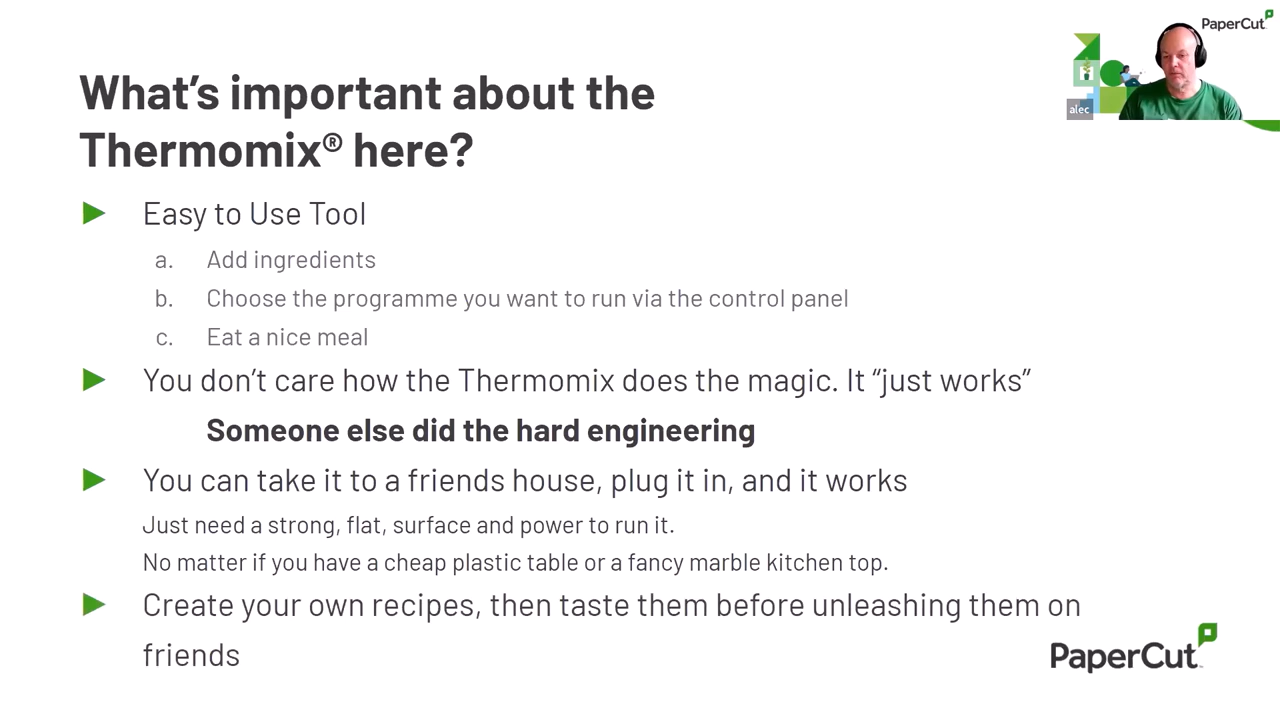 PaperCut
alec
What's important about the
Thermomix® here?
Easy to Use Tool
a. Add ingredients
b. Choose the programme you want to run via the control panel
c. Eat a nice meal
You don't care how the Thermomix does the magic. It “just works”
Someone else did the hard engineering
You can take it to a friends house, plug it in, and it works
Just need a strong, flat, surface and power to run it.
No matter if you have a cheap plastic table or a fancy marble kitchen top.
Create your own recipes, then taste them before unleashing them on
friends
PaperCut